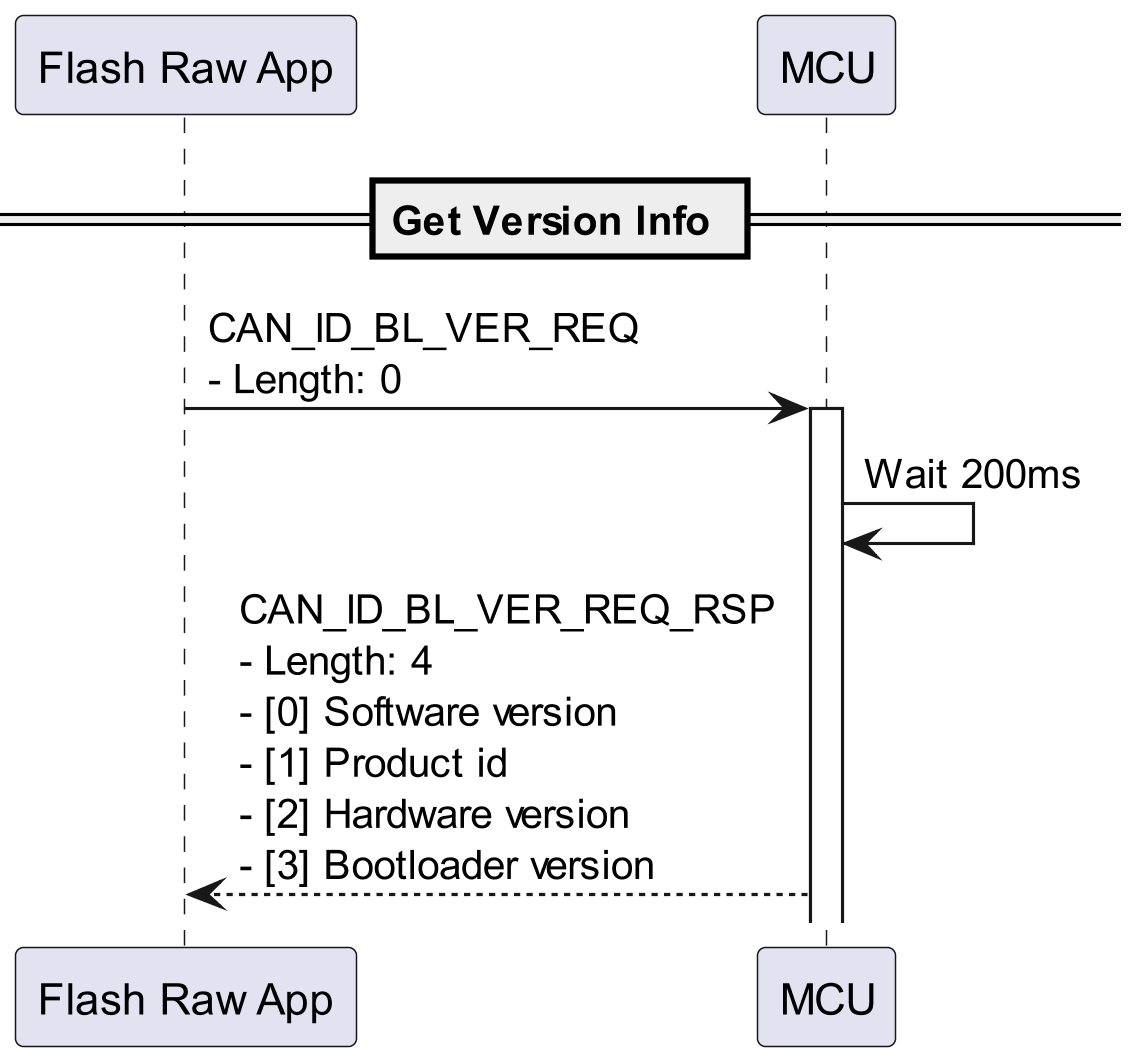 Flash Raw App
MCU
Get Version Info
CAN_ID_BL_VER_REQ
- Length: 0
Wait 200ms
CAN_ID_BL_VER_REQ_RSP
- Length: 4
- [0] Software version
- [1] Product id
- [2] Hardware version
- [3] Bootloader version
Flash Raw App
MCU